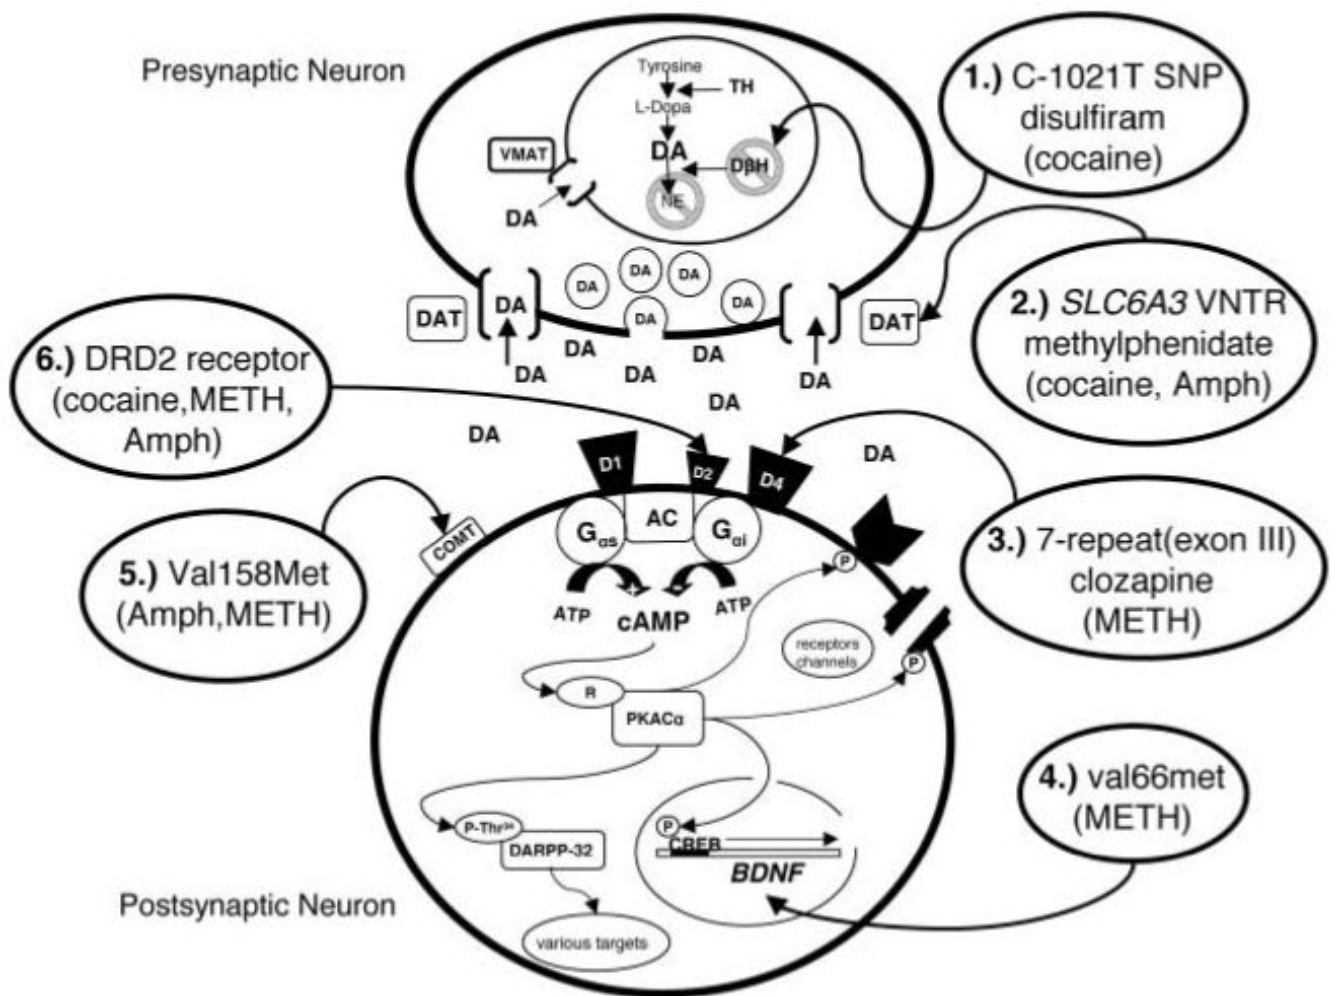 Presynaptic Neuron
Tyrosine
TH
L-Dopa
VMAT
DA
DβH
NE
DA
1.) C-1021T SNP
disulfiram
(cocaine)
DA
DA
DA
DA
DA
DA
DAT
DA
DAT
2.) SLC6A3 VNTR
methylphenidate
(cocaine, Amph)
DA
DA
DA
DA
DA
DA
6.) DRD2 receptor
(cocaine,METH,
Amph)
DA
DA
D1
D2
D4
3.) 7-repeat(exon III)
clozapine
(METH)
COMT
Gαs
AC
Gαi
5.) Val158Met
(Amph,METH)
P
ATP
+
-
ATP
cAMP
receptors
channels
P
R
PKACα
4.) val66met
(METH)
P-Thr³⁴
DARPP-32
P
CREB
BDNF
Postsynaptic Neuron
various targets